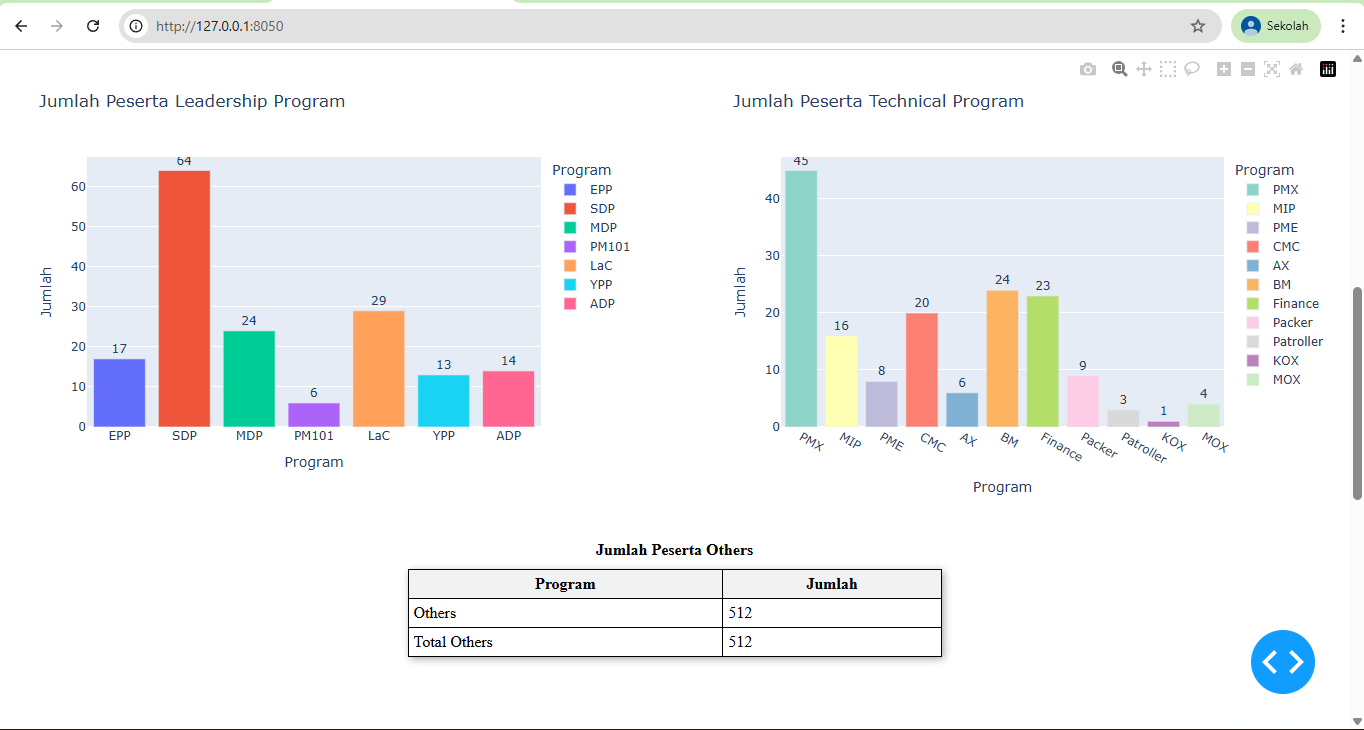 http://127.0.0.1:8050
Sekolah
Jumlah Peserta Leadership Program
64
60
50
40
30
20
10
0
Jumlah
17
24
6
29
13
14
EPP
SDP
MDP
PM101
LaC
YPP
ADP
Program
Program
EPP
SDP
MDP
PM101
LaC
YPP
ADP
Jumlah Peserta Technical Program
45
40
30
20
10
0
Jumlah
16
8
20
6
24
23
9
3
1
4
PMX
MIP
PME
CMC
AX
BM
Finance
Packer
Patroller
KOX
MOX
Program
Program
PMX
MIP
PME
CMC
AX
BM
Finance
Packer
Patroller
KOX
MOX
Jumlah Peserta Others
Program Jumlah
Others 512
Total Others 512